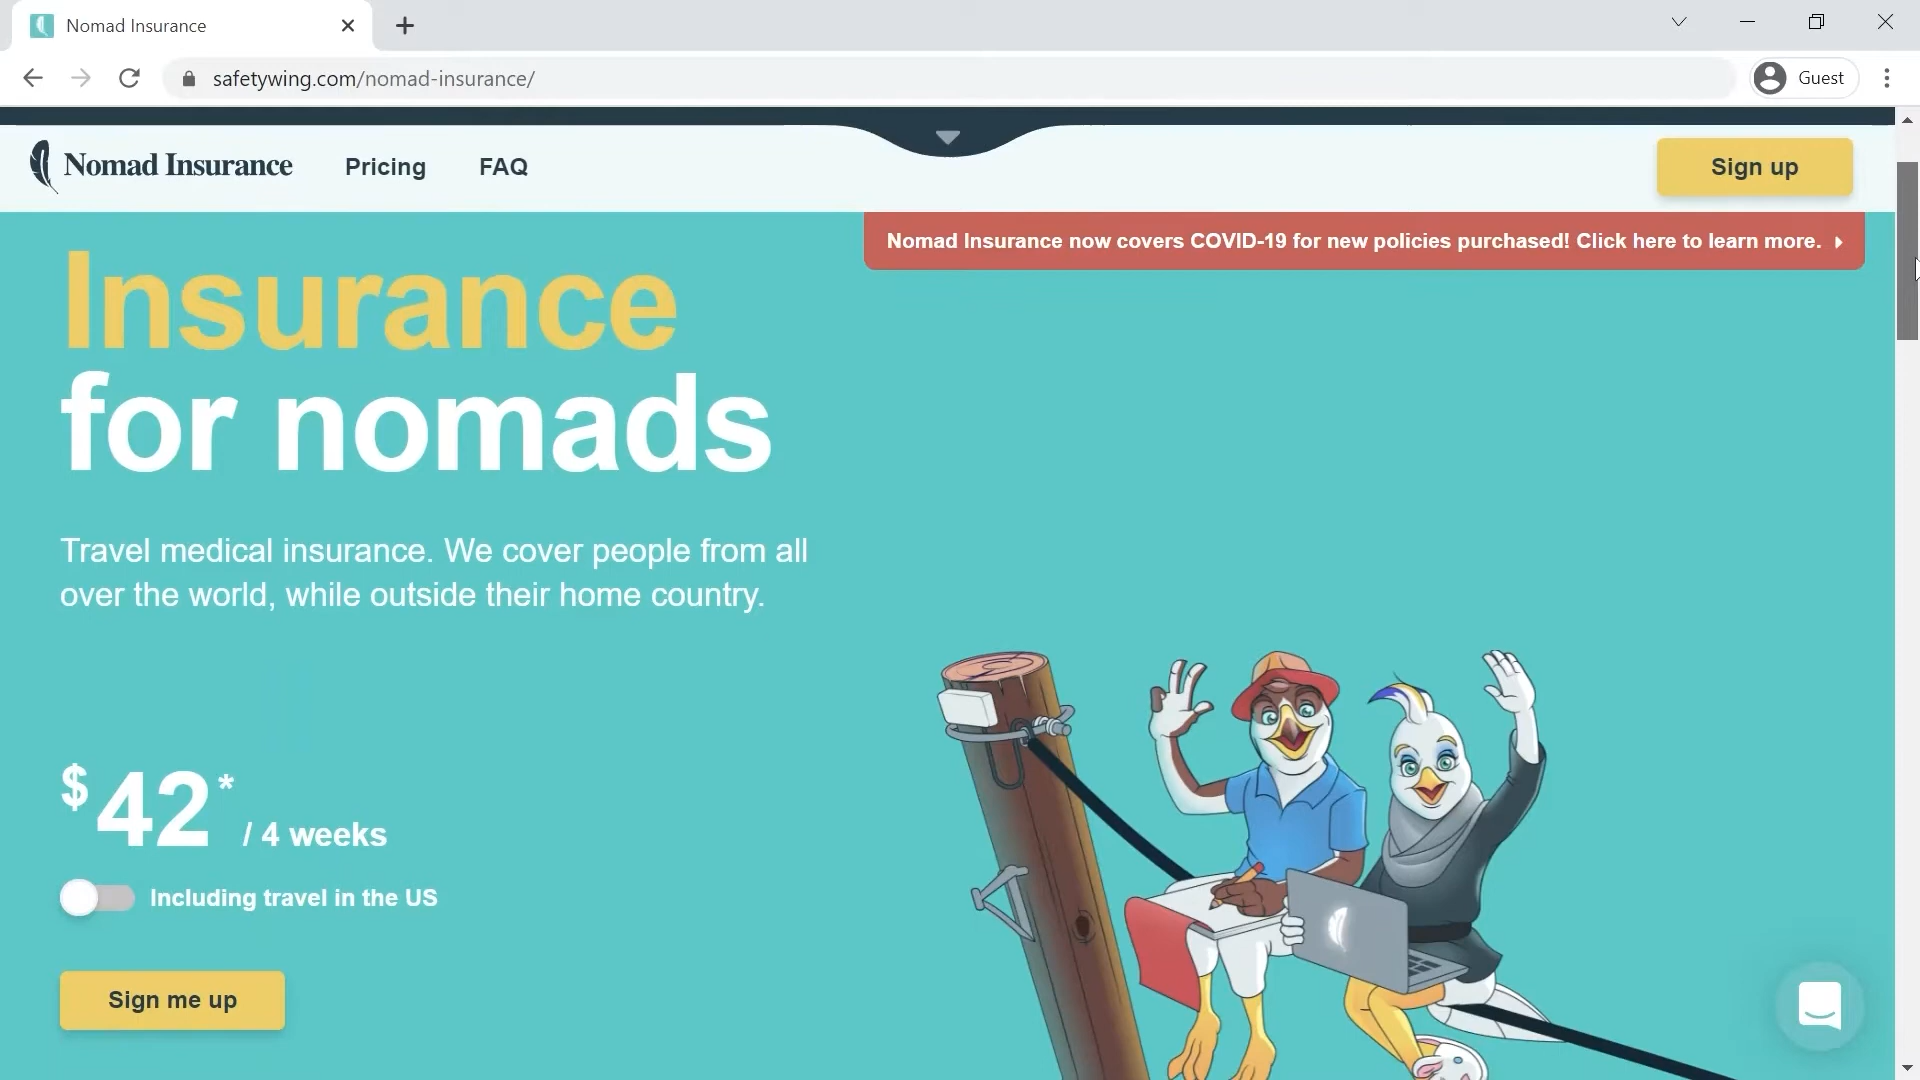 Nomad Insurance
safetywing.com/nomad-insurance/
Guest
Nomad Insurance
Pricing
FAQ
Sign up
Nomad Insurance now covers COVID-19 for new policies purchased! Click here to learn more.
Insurance
for nomads
Travel medical insurance. We cover people from all
over the world, while outside their home country.
$42* / 4 weeks
Including travel in the US
Sign me up